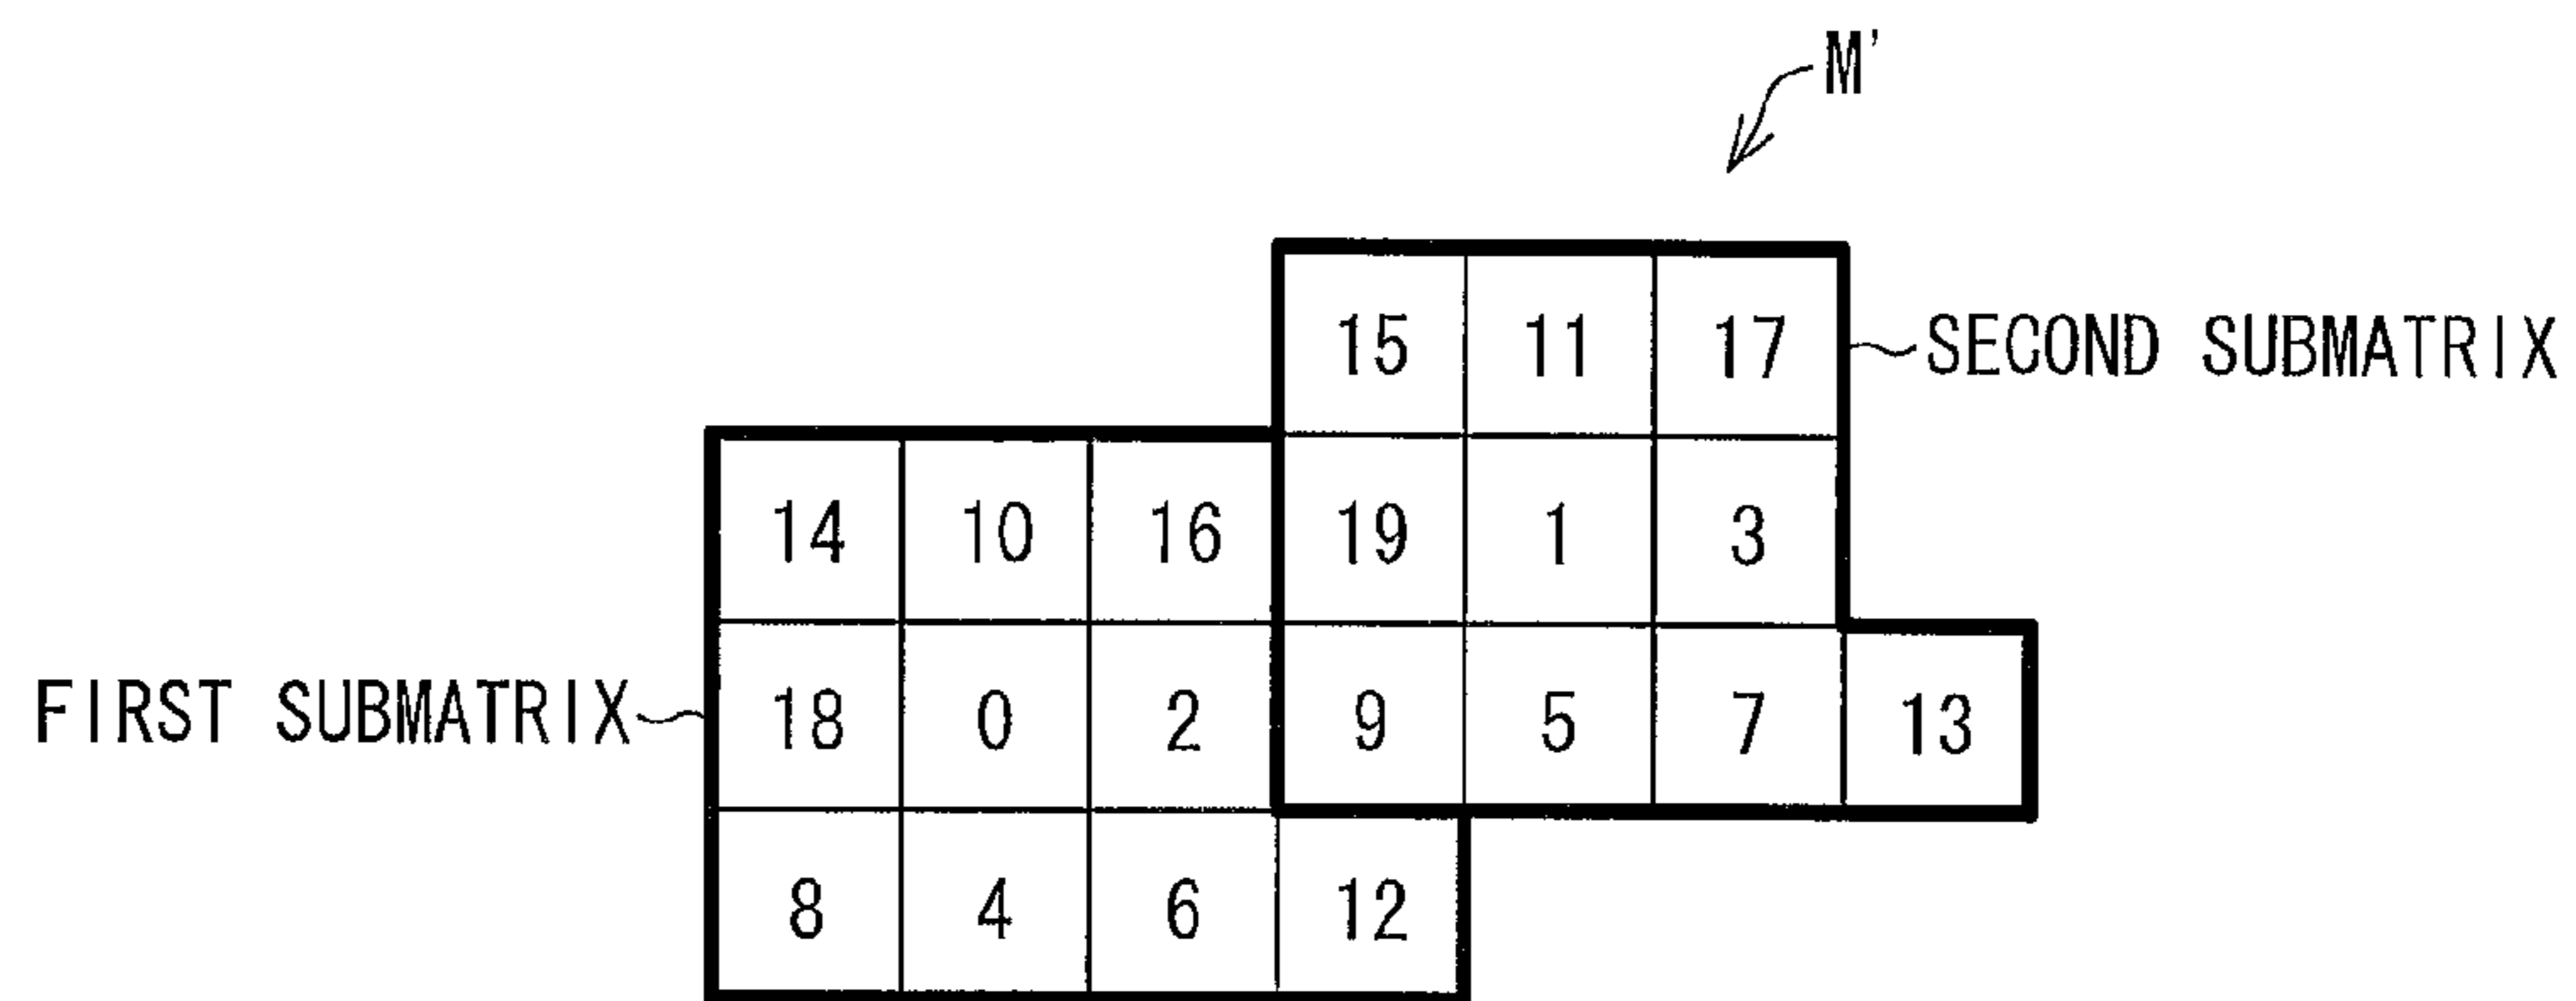 M'
15 11 17 SECOND SUBMATRIX
14 10 16 19 1 3
FIRST SUBMATRIX 18 0 2 9 5 7 13
8 4 6 12